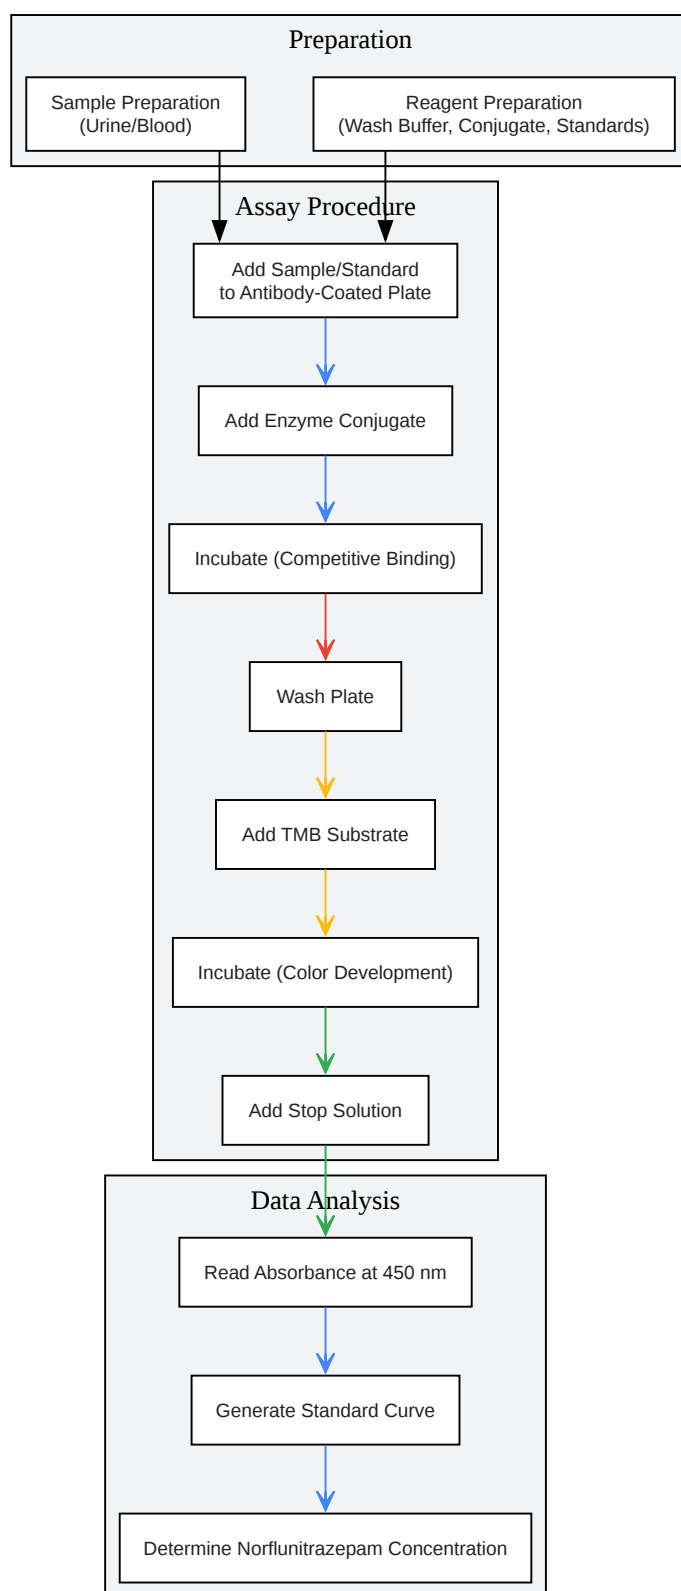 Preparation
Sample Preparation
(Urine/Blood)
Reagent Preparation
(Wash Buffer, Conjugate, Standards)
Assay Procedure
Add Sample/Standard
to Antibody-Coated Plate
Add Enzyme Conjugate
Incubate (Competitive Binding)
Wash Plate
Add TMB Substrate
Incubate (Color Development)
Add Stop Solution
Data Analysis
Read Absorbance at 450 nm
Generate Standard Curve
Determine Norflunitrazepam Concentration